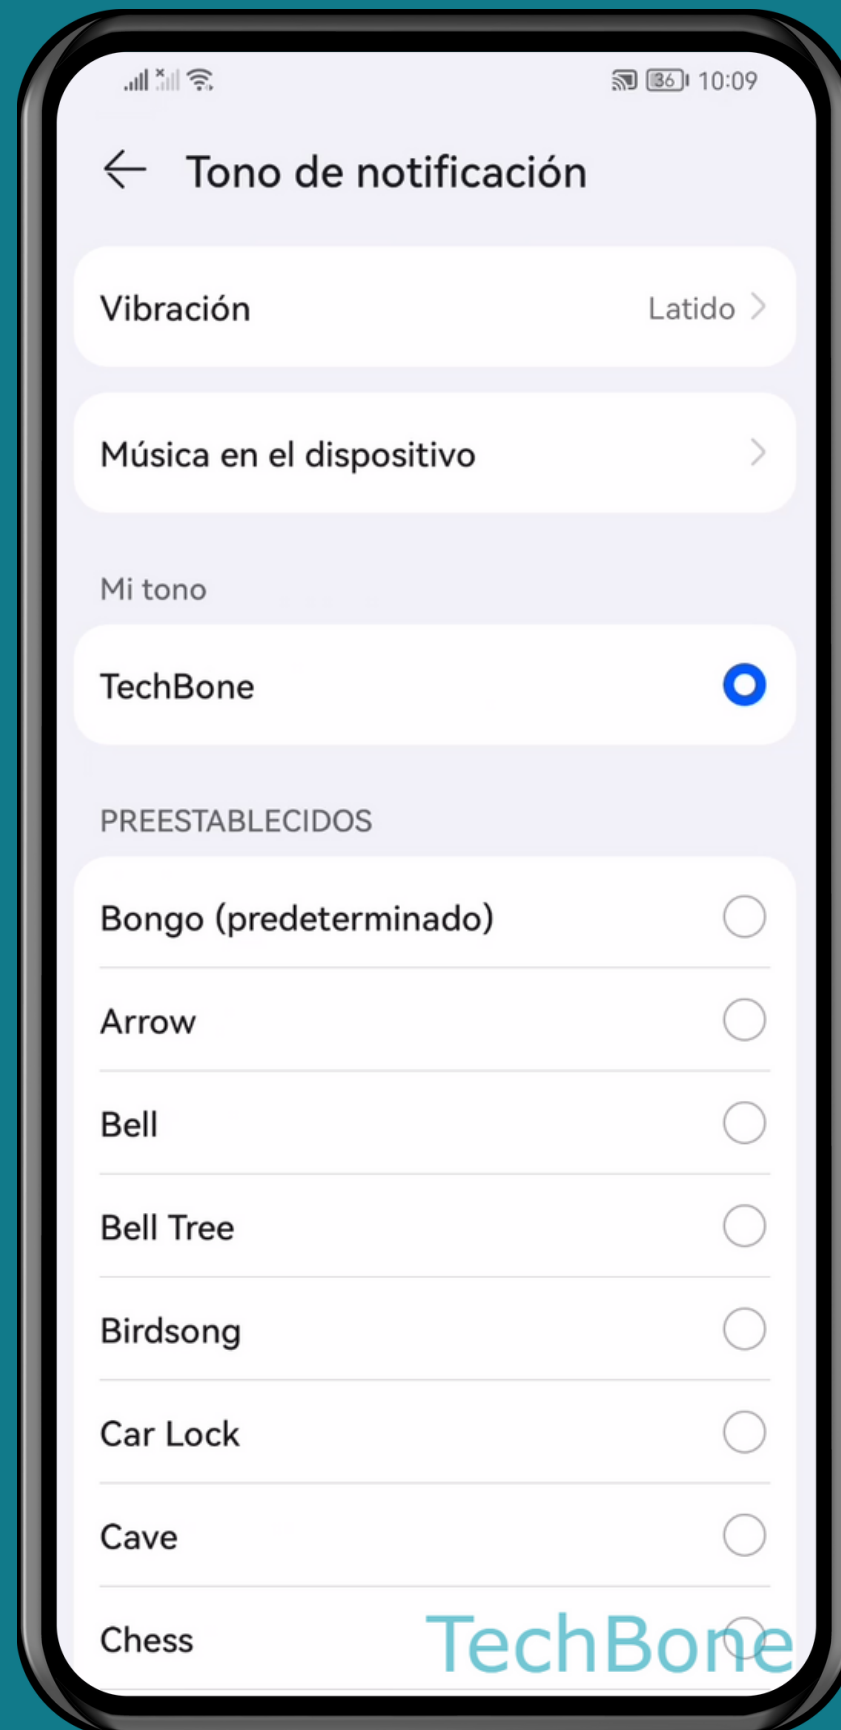 36 10:09
Tono de notificación
Vibración Latido
Música en el dispositivo
Mi tono
TechBone
PREESTABLECIDOS
Bongo (predeterminado)
Arrow
Bell
Bell Tree
Birdsong
Car Lock
Cave
Chess
TechBone